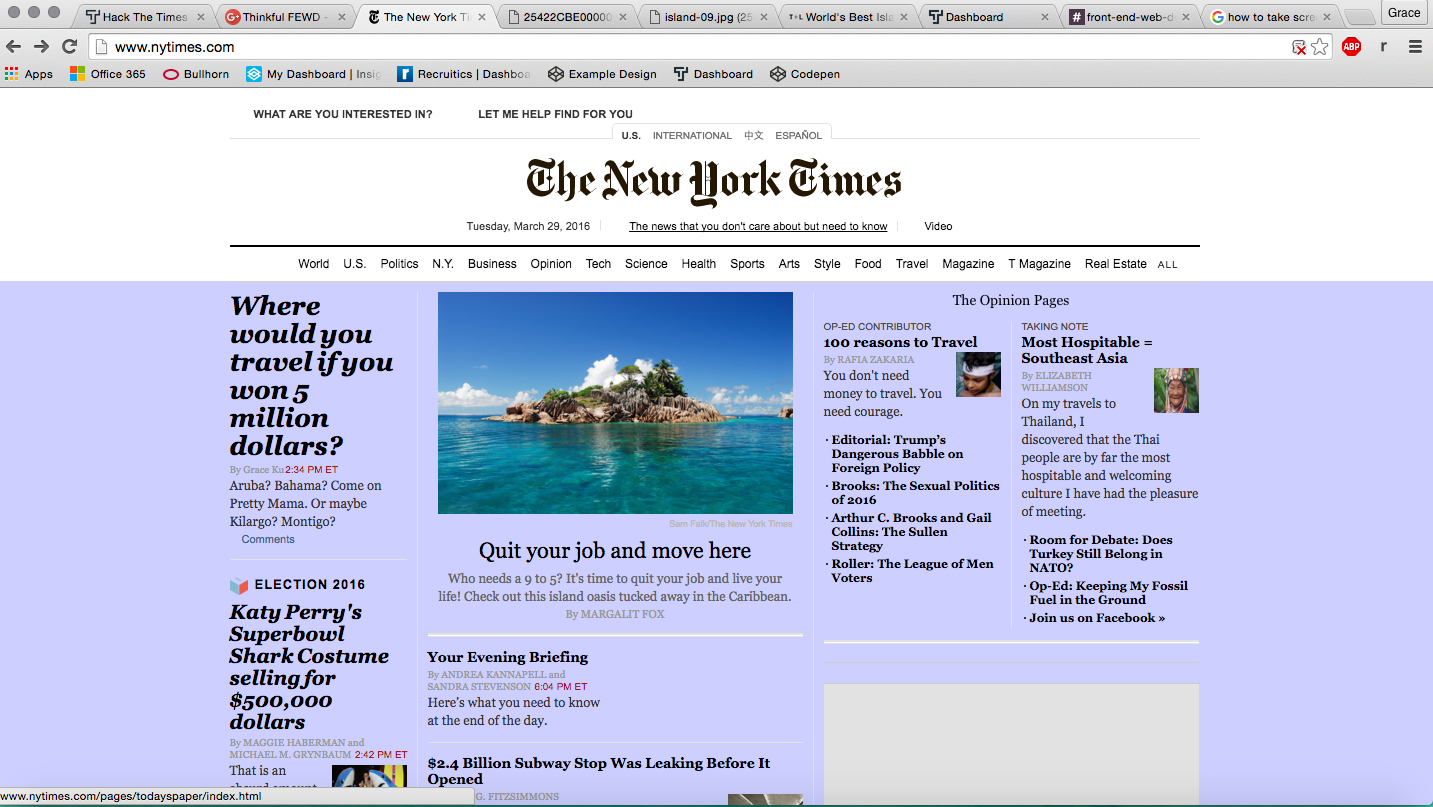 Hack The Times
Thinkful FEWD -
The New York Ti
25422CBE00000
island-09.jpg (25
T+L World's Best Isla
Dashboard
front-end-web-d
how to take scre
Grace
www.nytimes.com
ABP
r
Apps
Office 365
Bullhorn
My Dashboard | Insig
Recruitics | Dashboa
Example Design
Dashboard
Codepen
WHAT ARE YOU INTERESTED IN?
LET ME HELP FIND FOR YOU
U.S. INTERNATIONAL 中文 ESPAÑOL
The New York Times
Tuesday, March 29, 2016
The news that you don't care about but need to know
Video
World U.S. Politics N.Y. Business Opinion Tech Science Health Sports Arts Style Food Travel Magazine T Magazine Real Estate ALL
Where
would you
travel if you
won 5
million
dollars?
By Grace Ku 2:34 PM ET
Aruba? Bahama? Come on
Pretty Mama. Or maybe
Kilargo? Montigo?
Comments
ELECTION 2016
Katy Perry's
Superbowl
Shark Costume
selling for
$500,000
dollars
By MAGGIE HABERMAN and
MICHAEL M. GRYNBAUM 2:42 PM ET
That is an
absurd amount
Sam Falk/The New York Times
Quit your job and move here
Who needs a 9 to 5? It's time to quit your job and live your
life! Check out this island oasis tucked away in the Caribbean.
By MARGALIT FOX
Your Evening Briefing
By ANDREA KANNAPELL and
SANDRA STEVENSON 6:04 PM ET
Here's what you need to know
at the end of the day.
$2.4 Billion Subway Stop Was Leaking Before It
Opened
G. FITZSIMMONS
The Opinion Pages
OP-ED CONTRIBUTOR
100 reasons to Travel
By RAFIA ZAKARIA
You don't need
money to travel. You
need courage.
· Editorial: Trump's
Dangerous Babble on
Foreign Policy
· Brooks: The Sexual Politics
of 2016
· Arthur C. Brooks and Gail
Collins: The Sullen
Strategy
· Roller: The League of Men
Voters
TAKING NOTE
Most Hospitable =
Southeast Asia
By ELIZABETH
WILLIAMSON
On my travels to
Thailand, I
discovered that the Thai
people are by far the most
hospitable and welcoming
culture I have had the pleasure
of meeting.
· Room for Debate: Does
Turkey Still Belong in
NATO?
· Op-Ed: Keeping My Fossil
Fuel in the Ground
· Join us on Facebook »
www.nytimes.com/pages/todayspaper/index.html